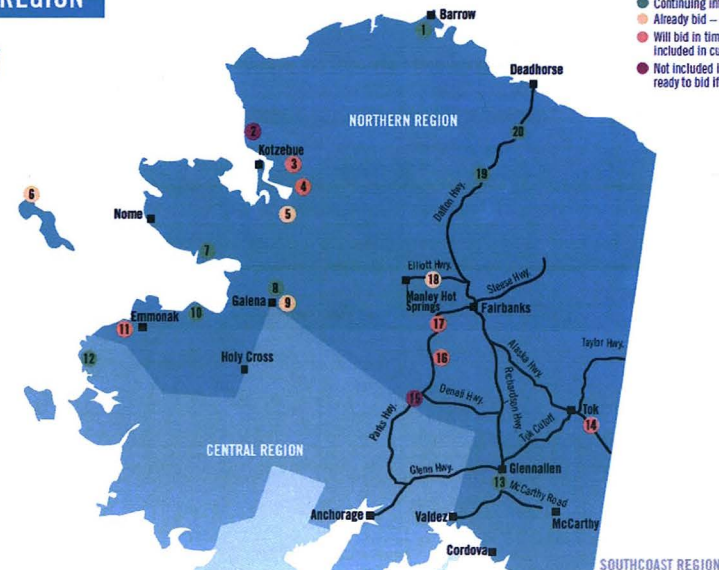 REGION
Continuing in
Already bid –
Will bid in tim
included in cu
Not included i
ready to bid if
Barrow
1
Deadhorse
NORTHERN REGION
20
2
Kotzebue
3
4
19
6
5
Nome
Dalton Hwy.
7
Elliott Hwy.
18
Steese Hwy.
8
Galena
9
Manley Hot
Springs
Fairbanks
10
Emmonak
11
17
12
Holy Cross
16
Alaska Hwy.
Taylor Hwy.
Richardson Hwy.
Denali Hwy.
15
Parks Hwy.
Tok
14
Tok Cutoff
CENTRAL REGION
Glenn Hwy.
Glennallen
13
McCarthy Road
Anchorage
Valdez
McCarthy
Cordova
SOUTHCOAST REGION